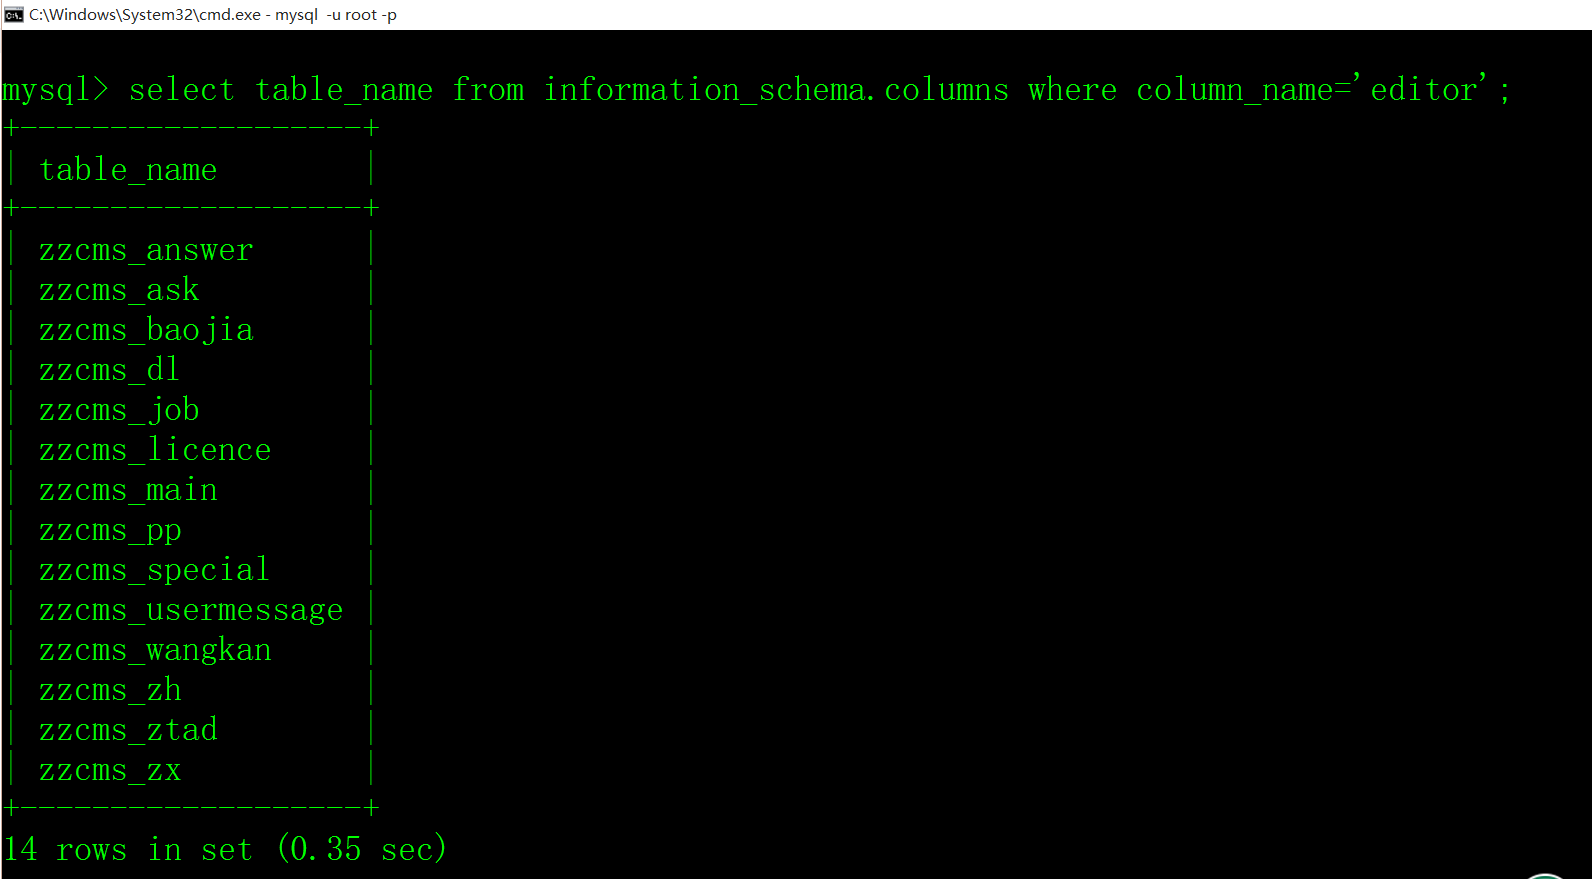 C:\Windows\System32\cmd.exe - mysql  -u root -p
mysql> select table_name from information_schema.columns where column_name='editor';
+-------------------+
| table_name        |
+-------------------+
| zzcms_answer      |
| zzcms_ask         |
| zzcms_baojia      |
| zzcms_dl          |
| zzcms_job         |
| zzcms_licence     |
| zzcms_main        |
| zzcms_pp          |
| zzcms_special     |
| zzcms_usermessage |
| zzcms_wangkan     |
| zzcms_zh          |
| zzcms_ztad        |
| zzcms_zx          |
+-------------------+
14 rows in set (0.35 sec)